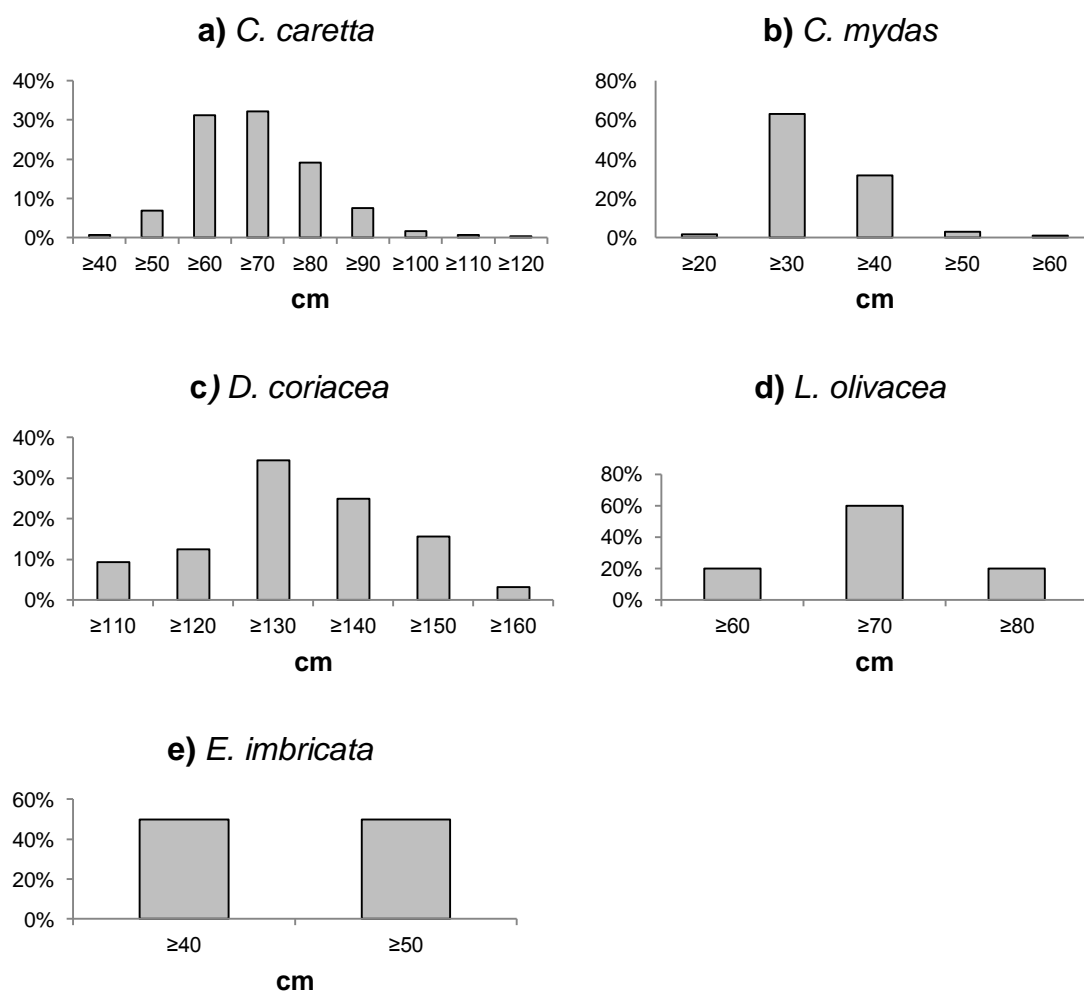 a) C. caretta
40%
30%
20%
10%
0%
≥40 ≥50 ≥60 ≥70 ≥80 ≥90 ≥100 ≥110 ≥120
cm
b) C. mydas
80%
60%
40%
20%
0%
≥20 ≥30 ≥40 ≥50 ≥60
cm
c) D. coriacea
40%
30%
20%
10%
0%
≥110 ≥120 ≥130 ≥140 ≥150 ≥160
cm
d) L. olivacea
80%
60%
40%
20%
0%
≥60 ≥70 ≥80
cm
e) E. imbricata
60%
40%
20%
0%
≥40 ≥50
cm